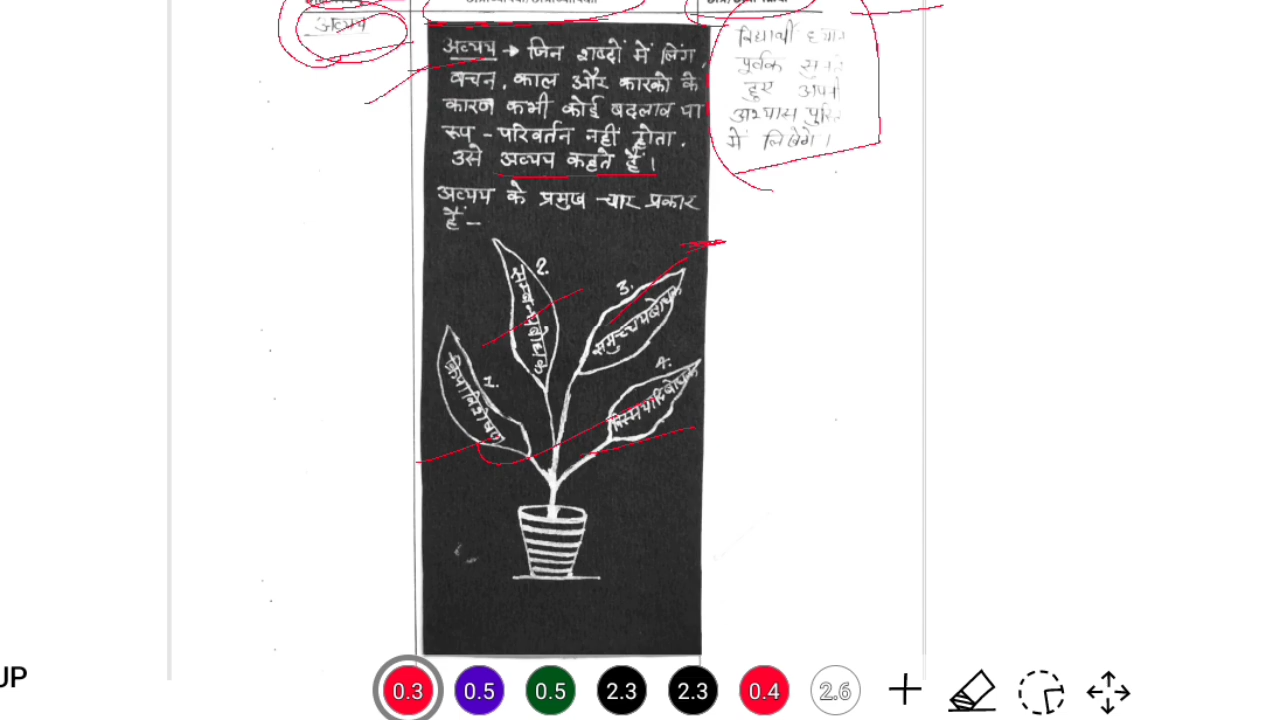 अव्यय
अव्यय → जिन शब्दों में लिंग,
वचन, काल और कारको के
कारण कभी कोई बदलाव या
रूप - परिवर्तन नहीं होता.
उसे अव्यय कहते हैं।
अव्यय के प्रमुख चार प्रकार
हैं-
2. सम्बन्धबोधक
3. समुच्चयबोधक
1. क्रियाविशेषण
4. विस्मयादिबोधक
विद्यार्थी ध्यान
पूर्वक
हुए अपनी
अभ्यास
में लिखेगे।
UP
0.3 0.5 0.5 2.3 2.3 0.4 2.6